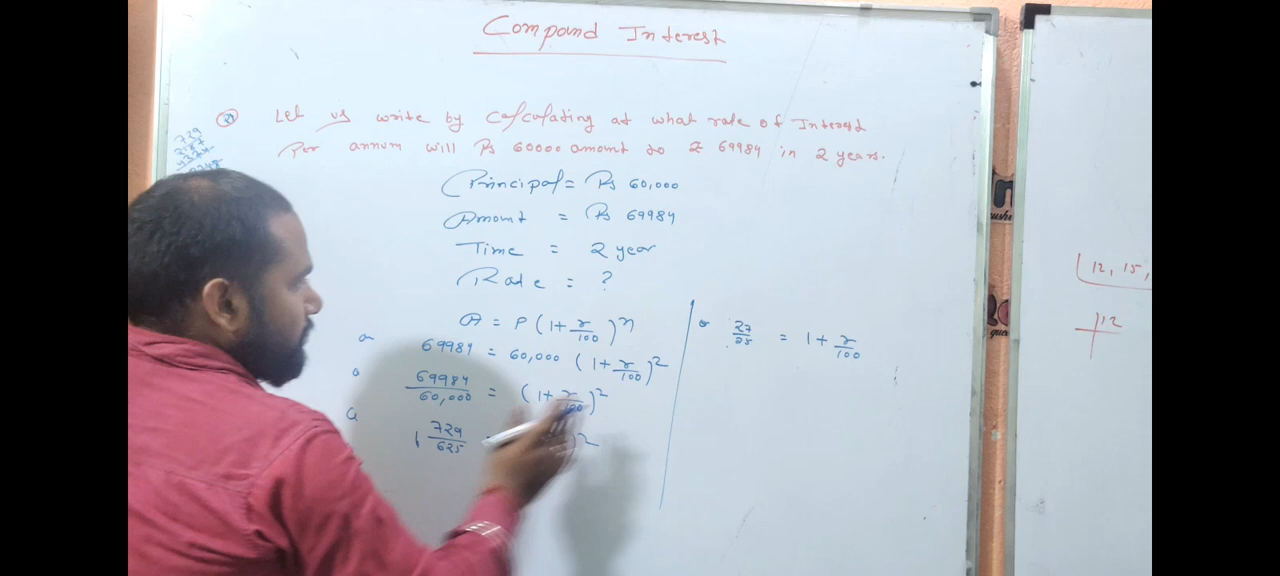 Compound Interest
Let us write by Calculating at what rate of Interest
Per annum will Rs 60000 amount to ₹ 69984 in 2 years.
Principal = Rs 60,000
Amount = Rs 69984
Time = 2 year
Rate = ?
A = P (1 + r/100)^n
69984 = 60,000 (1 + r/100)^2
69984/60,000 = (1 + r/100)^2
729/625 )^2
or 27/25 = 1 + r/100
729
12, 15,
12